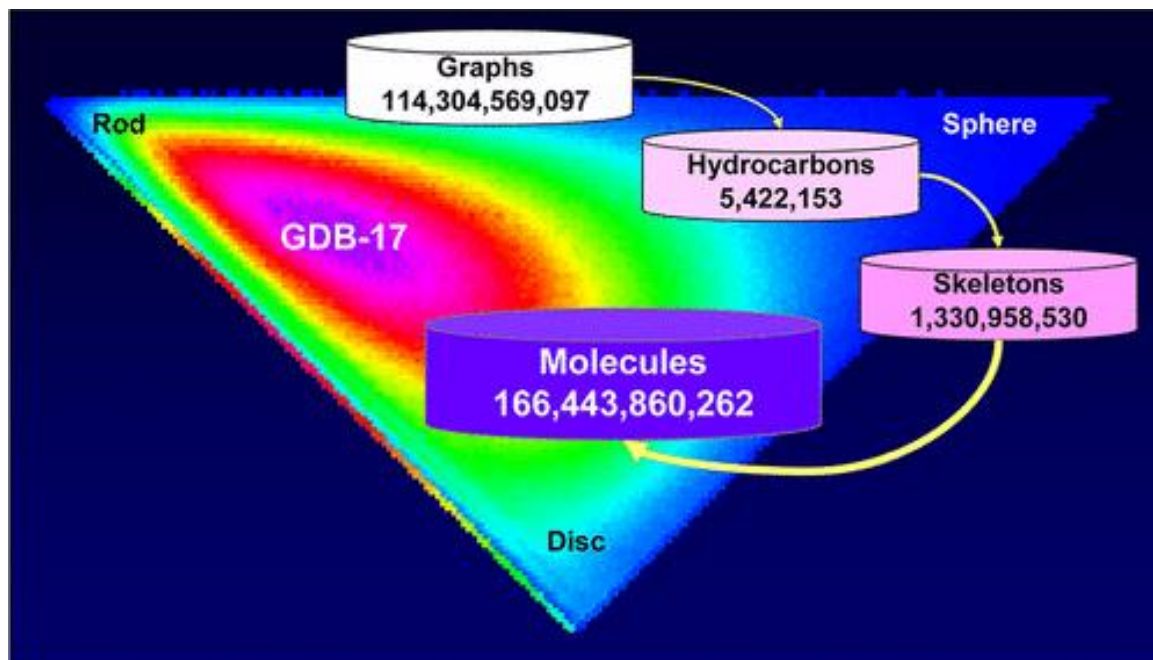 Graphs
114,304,569,097
Rod
Sphere
Hydrocarbons
5,422,153
GDB-17
Skeletons
1,330,958,530
Molecules
166,443,860,262
Disc